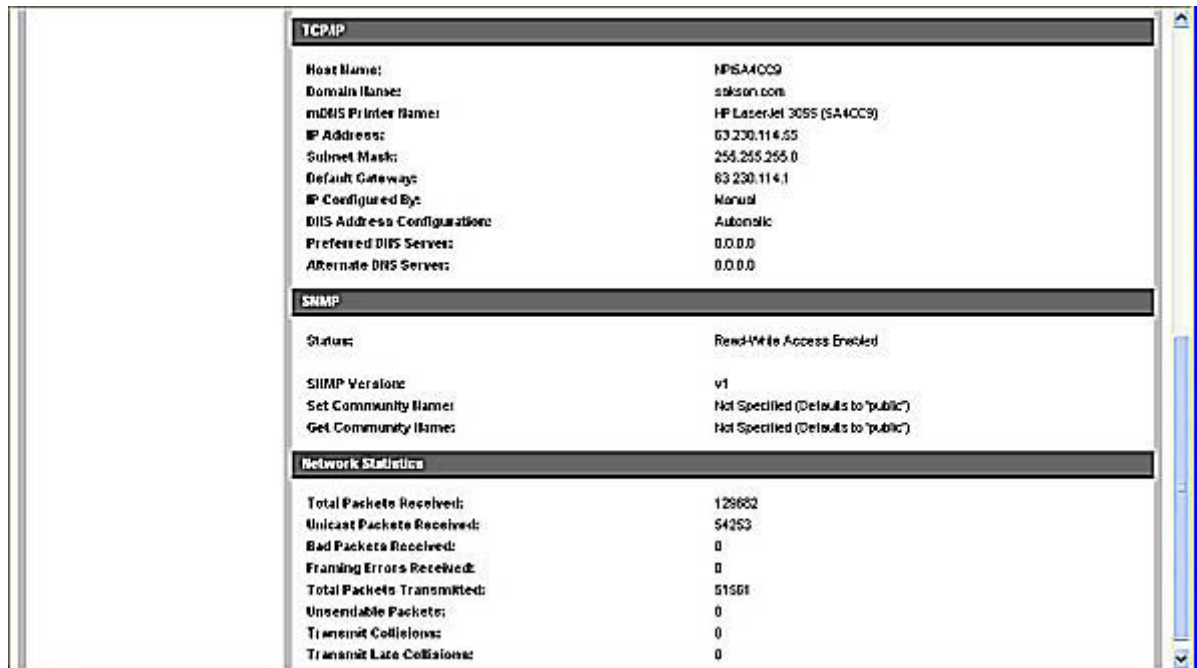 TCP/IP
Host Name: NPI5A4CC9
Domain Name: sakson.com
mDNS Printer Name: HP LaserJet 3055 (5A4CC9)
IP Address: 63.230.114.55
Subnet Mask: 255.255.255.0
Default Gateway: 63.230.114.1
IP Configured By: Manual
DNS Address Configuration: Automatic
Preferred DNS Server: 0.0.0.0
Alternate DNS Server: 0.0.0.0
SNMP
Status: Read-Write Access Enabled
SNMP Version: v1
Set Community Name: Not Specified (Defaults to "public")
Get Community Name: Not Specified (Defaults to "public")
Network Statistics
Total Packets Received: 129682
Unicast Packets Received: 54253
Bad Packets Received: 0
Framing Errors Received: 0
Total Packets Transmitted: 51561
Unsendable Packets: 0
Transmit Collisions: 0
Transmit Late Collisions: 0